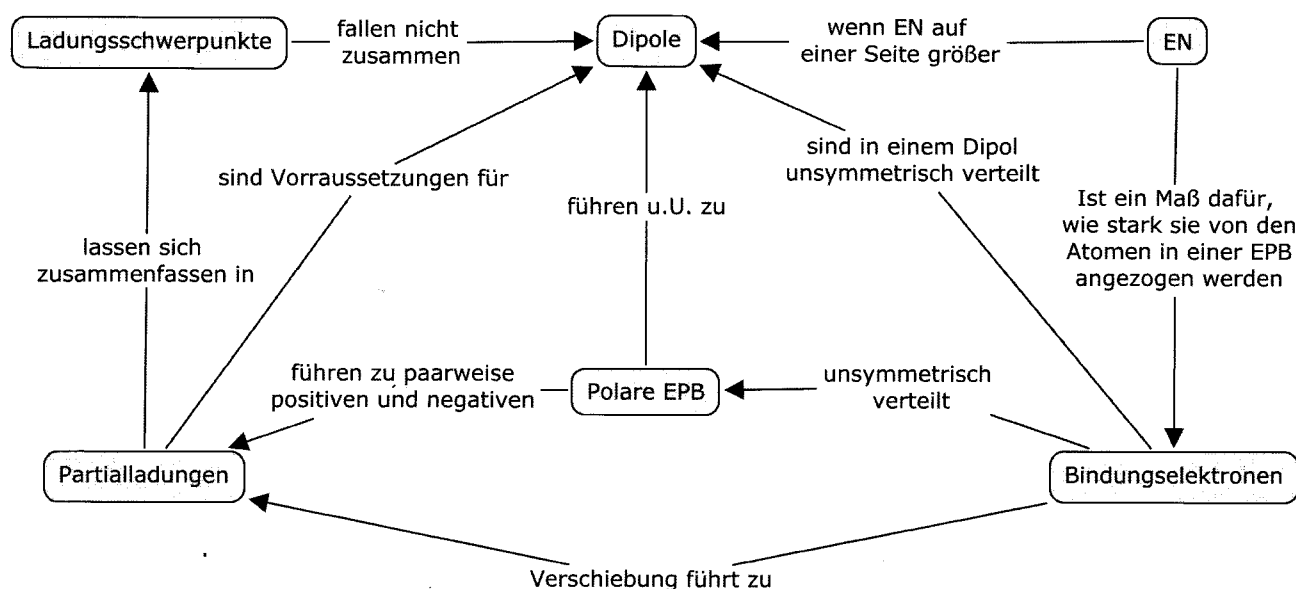 Ladungsschwerpunkte
fallen nicht
zusammen
Dipole
wenn EN auf
einer Seite größer
EN
sind Vorraussetzungen für
sind in einem Dipol
unsymmetrisch verteilt
führen u.U. zu
Ist ein Maß dafür,
wie stark sie von den
Atomen in einer EPB
angezogen werden
lassen sich
zusammenfassen in
führen zu paarweise
positiven und negativen
Polare EPB
unsymmetrisch
verteilt
Partialladungen
Bindungselektronen
Verschiebung führt zu